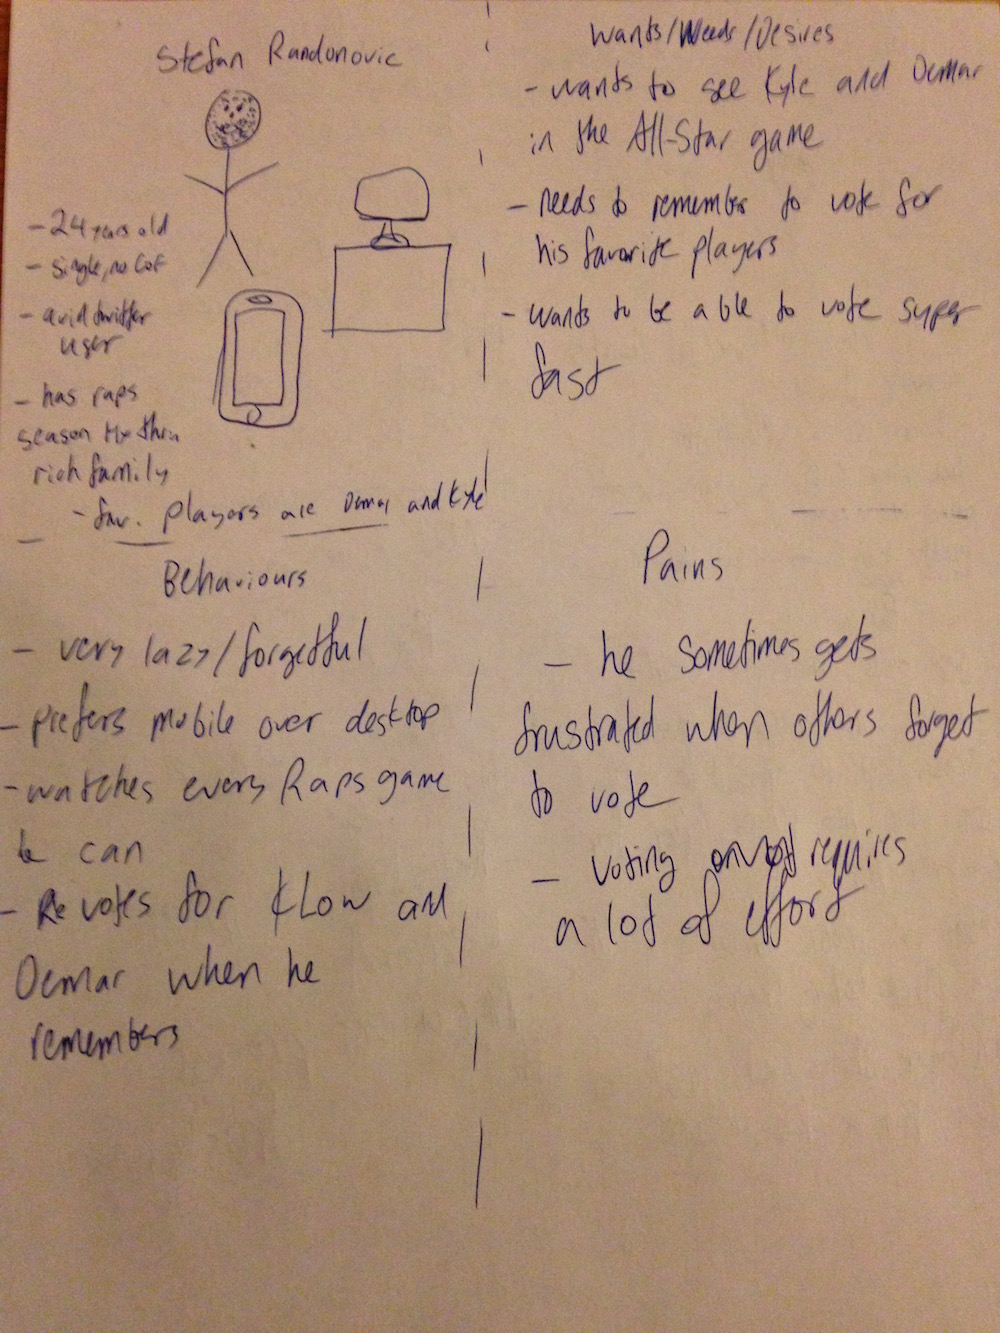 Stefan Randonovic
- 24 years old
- single, no GF
- avid twitter
user
- has raps
season tix thru
rich family
- fav. players are Demar and Kyle
Wants/Needs/Desires
- wants to see Kyle and Demar
in the All-Star game
- needs to remember to vote for
his favorite players
- wants to be able to vote super
fast
Behaviours
- very lazy/forgetful
- prefers mobile over desktop
- watches every Raps game
he can
- Re votes for KLow and
Demar when he
remembers
Pains
- he sometimes gets
frustrated when others forget
to vote
- voting requires
a lot of effort